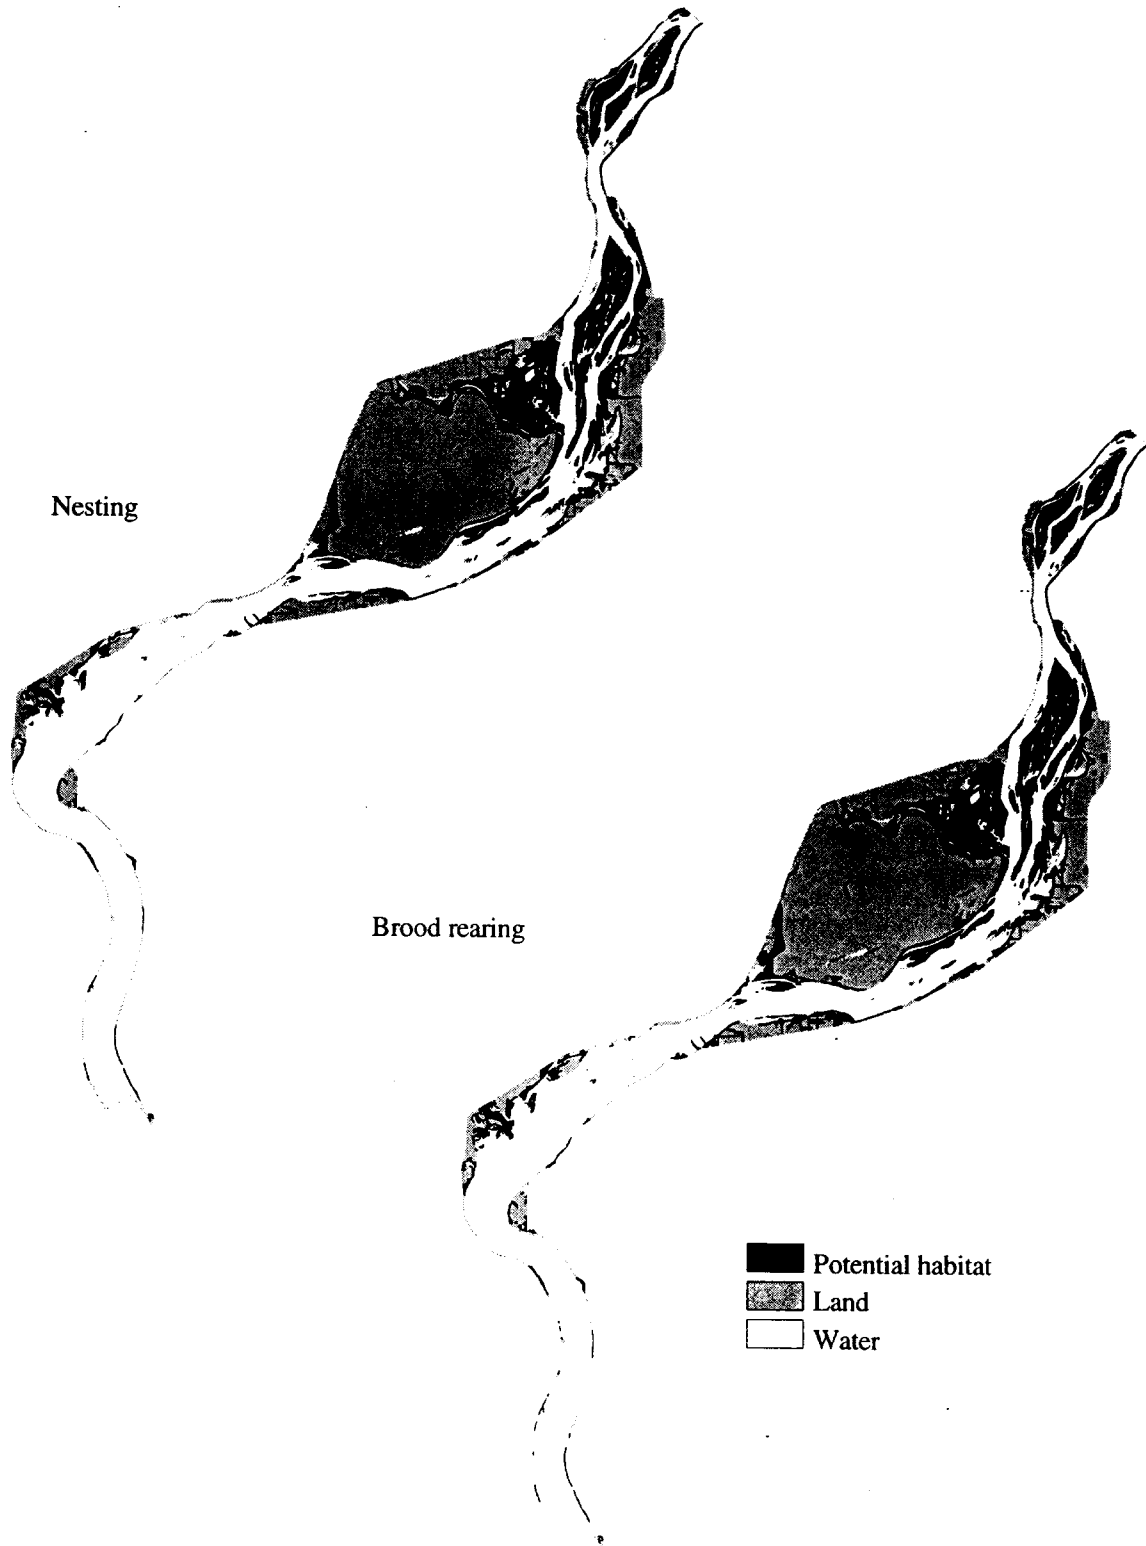 Nesting
Brood rearing
Potential habitat
Land
Water